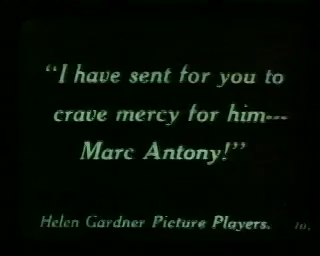 "I have sent for you to
crave mercy for him---
Marc Antony!"
Helen Gardner Picture Players.